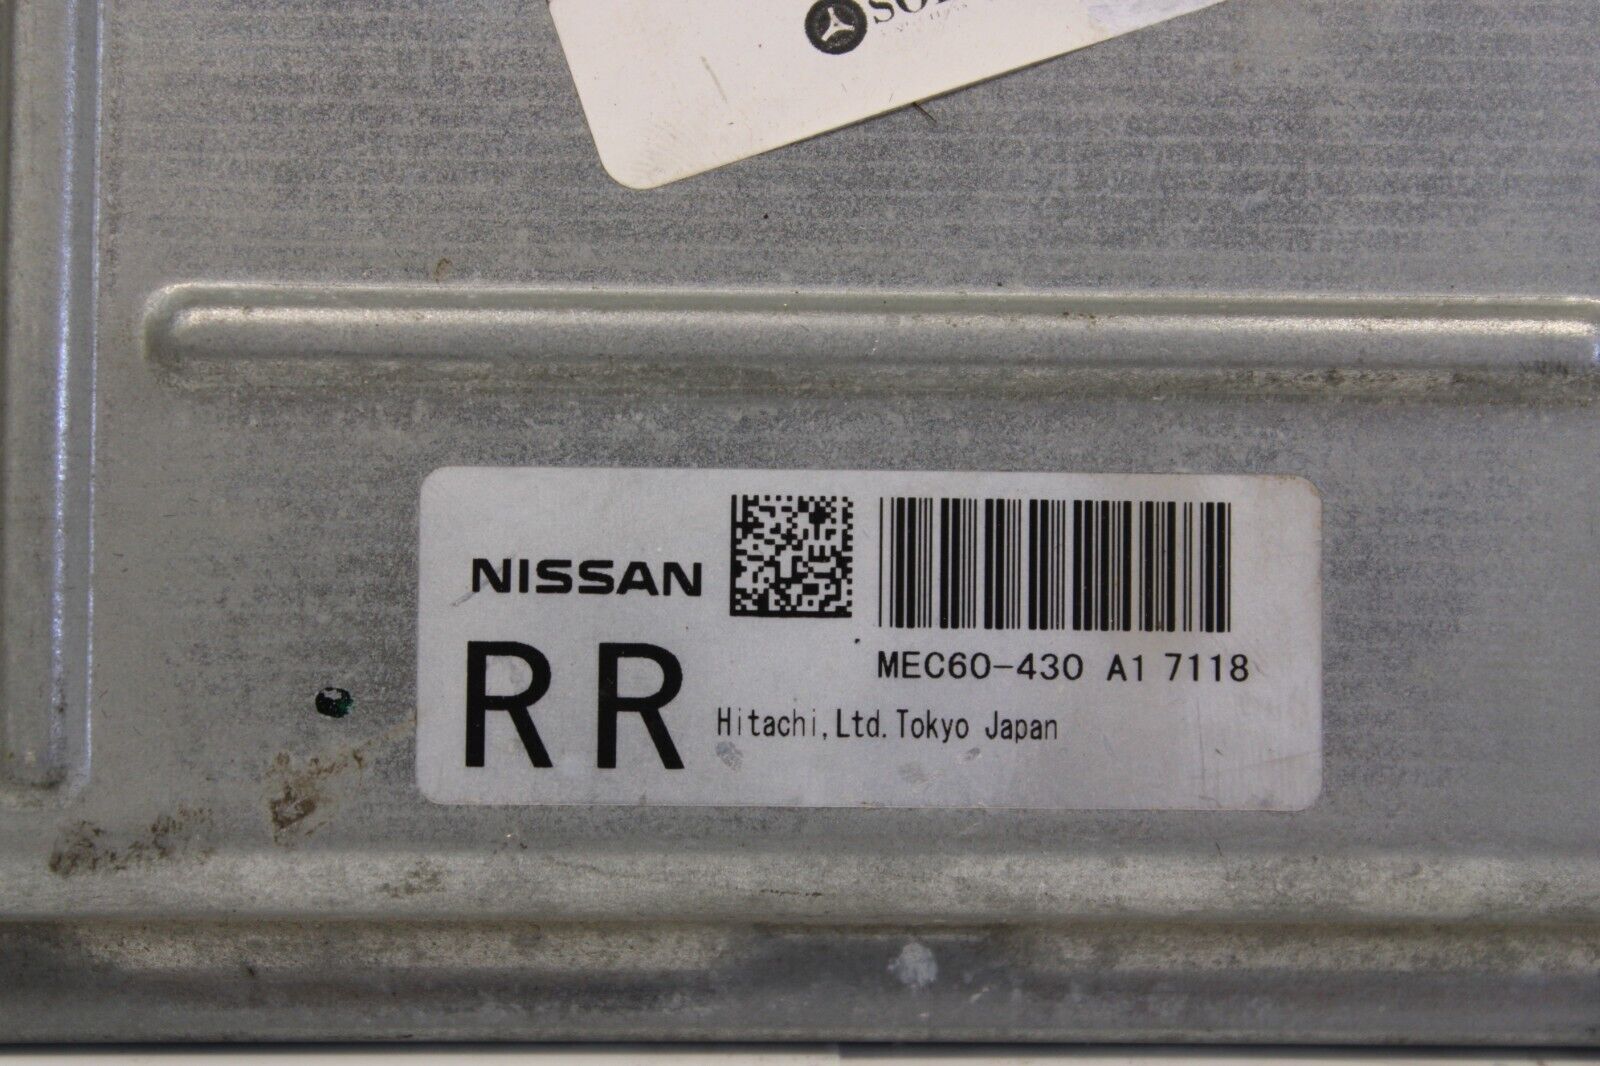 NISSAN
MEC60-430 A1 7118
RR
Hitachi, Ltd. Tokyo Japan